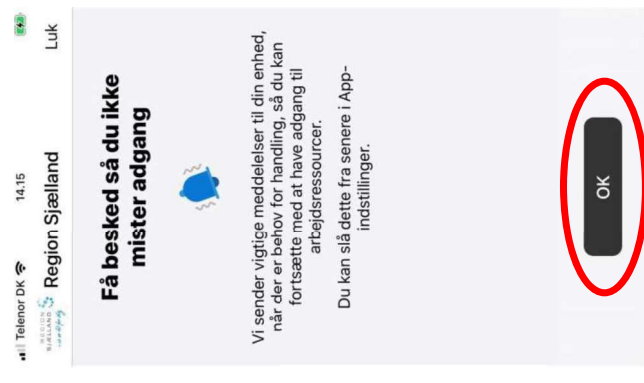 Telenor DK 14.15
REGION
SJÆLLAND
Region Sjælland Luk
Få besked så du ikke
mister adgang
Vi sender vigtige meddelelser til din enhed,
når der er behov for handling, så du kan
fortsætte med at have adgang til
arbejdsressourcer.
Du kan slå dette fra senere i App-
indstillinger.
OK